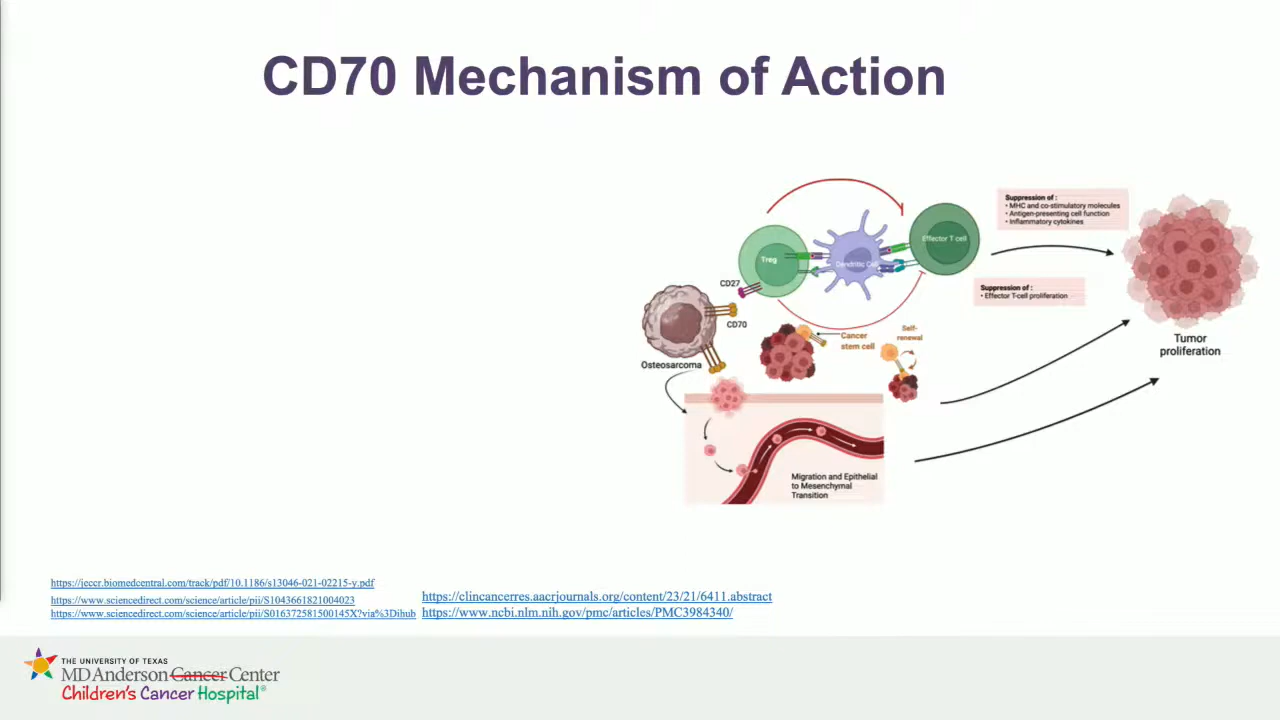 CD70 Mechanism of Action
Suppression of :
• MHC and co-stimulatory molecules
• Antigen-presenting cell function
• Inflammatory cytokines
Effector T cell
Treg
Dendritic Cell
CD27
CD70
Suppression of :
• Effector T-cell proliferation
Osteosarcoma
Cancer
stem cell
Self-
renewal
Tumor
proliferation
Migration and Epithelial
to Mesenchymal
Transition
https://jeccr.biomedcentral.com/track/pdf/10.1186/s13046-021-02215-y.pdf
https://www.sciencedirect.com/science/article/pii/S1043661821004023
https://www.sciencedirect.com/science/article/pii/S016372581500145X?via%3Dihub
https://clincancerres.aacrjournals.org/content/23/21/6411.abstract
https://www.ncbi.nlm.nih.gov/pmc/articles/PMC3984340/
THE UNIVERSITY OF TEXAS
MD Anderson Cancer Center
Children's Cancer Hospital®